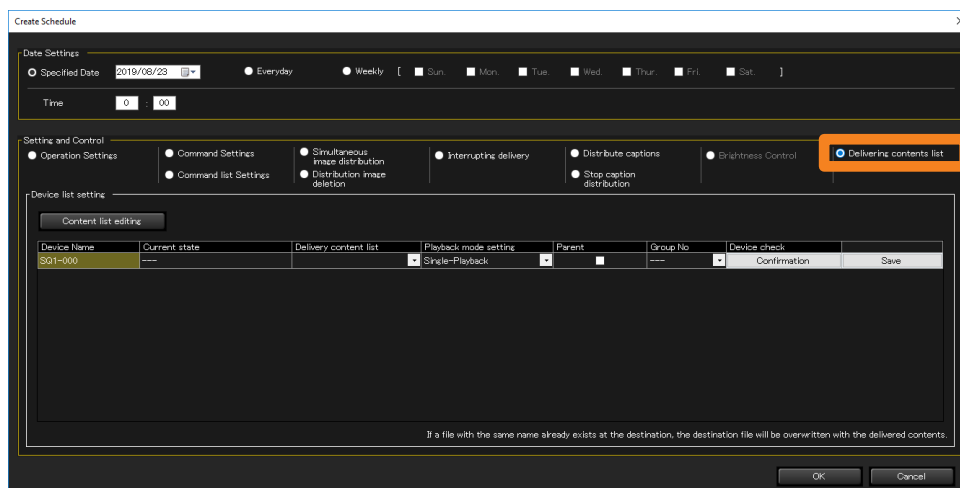 Create Schedule
Date Settings
Specified Date 2019/08/23 Everyday Weekly [ Sun. Mon. Tue. Wed. Thur. Fri. Sat. ]
Time 0 : 00
Setting and Control
Operation Settings Command Settings Simultaneous image distribution Interrupting delivery Distribute captions Brightness Control Delivering contents list
Command list Settings Distribution image deletion Stop caption distribution
Device list setting
Content list editing
Device Name Current state Delivery content list Playback mode setting Parent Group No Device check
SQ1-000 --- Single-Playback --- Confirmation Save
If a file with the same name already exists at the destination, the destination file will be overwritten with the delivered contents.
OK Cancel